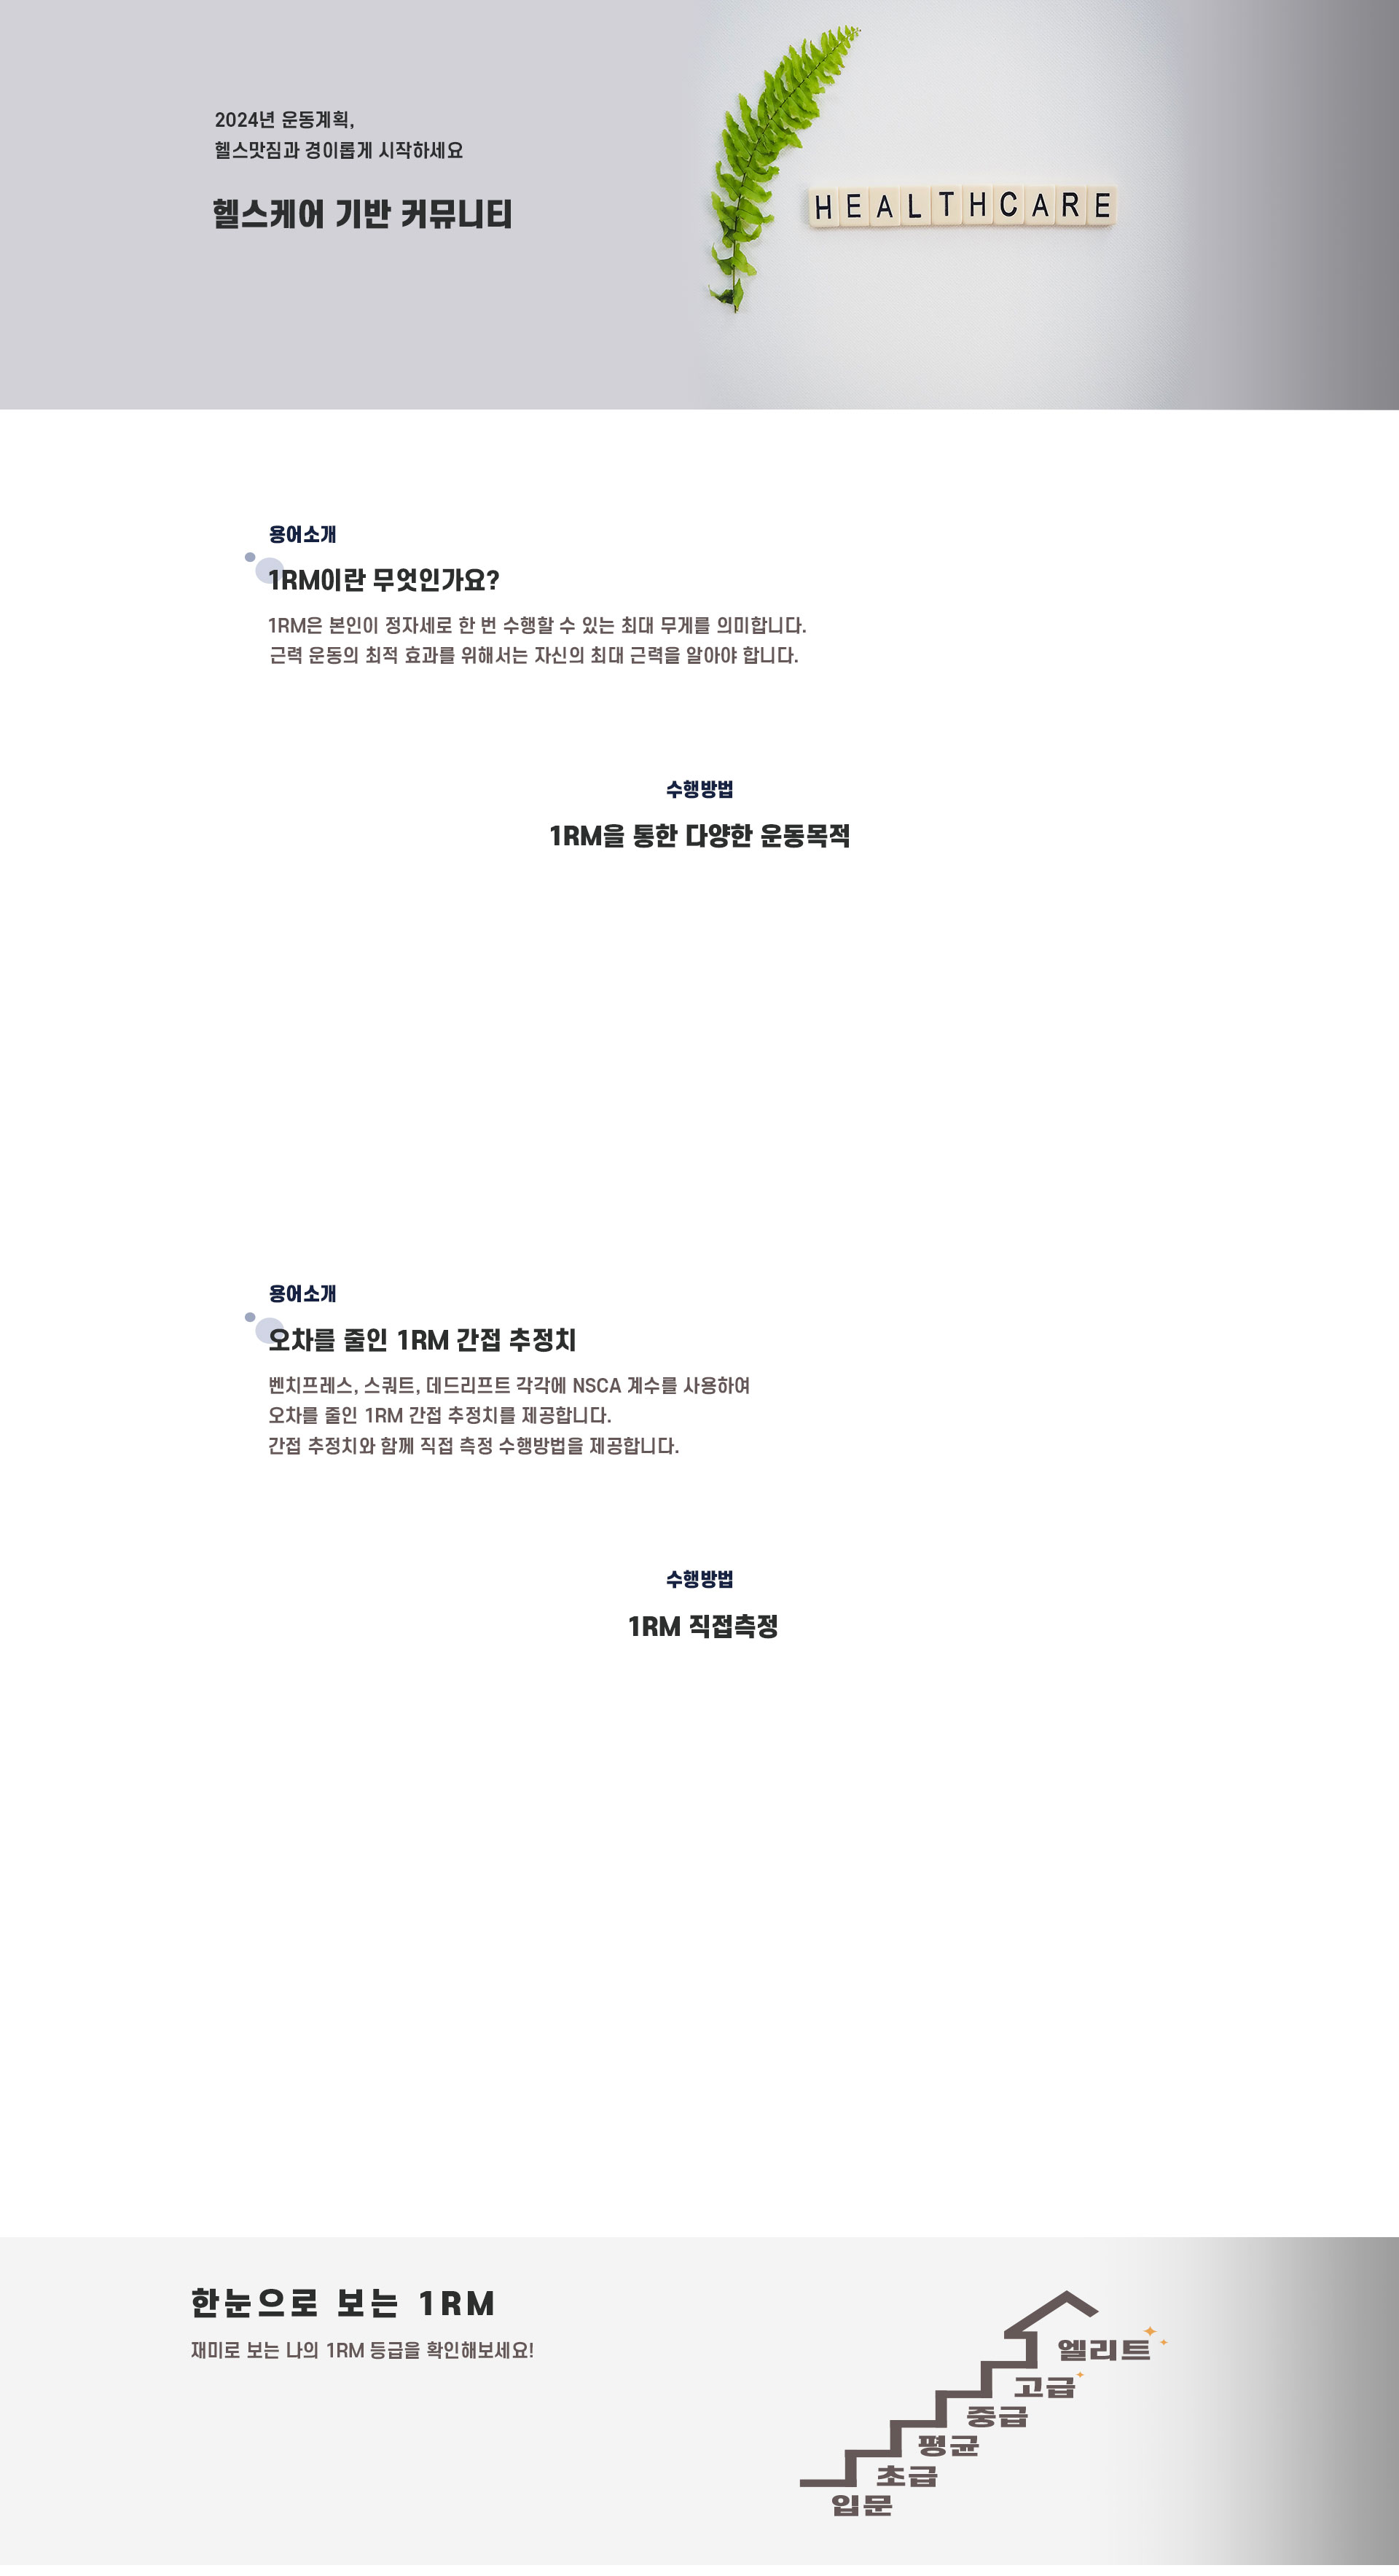 2024년 운동계획,
헬스맛짐과 경이롭게 시작하세요
헬스케어 기반 커뮤니티
HEALTHCARE
용어소개
1RM이란 무엇인가요?
1RM은 본인이 정자세로 한 번 수행할 수 있는 최대 무게를 의미합니다.
근력 운동의 최적 효과를 위해서는 자신의 최대 근력을 알아야 합니다.
수행방법
1RM을 통한 다양한 운동목적
용어소개
오차를 줄인 1RM 간접 추정치
벤치프레스, 스쿼트, 데드리프트 각각에 NSCA 계수를 사용하여
오차를 줄인 1RM 간접 추정치를 제공합니다.
간접 추정치와 함께 직접 측정 수행방법을 제공합니다.
수행방법
1RM 직접측정
한눈으로 보는 1RM
재미로 보는 나의 1RM 등급을 확인해보세요!
엘리트
고급
중급
평균
초급
입문